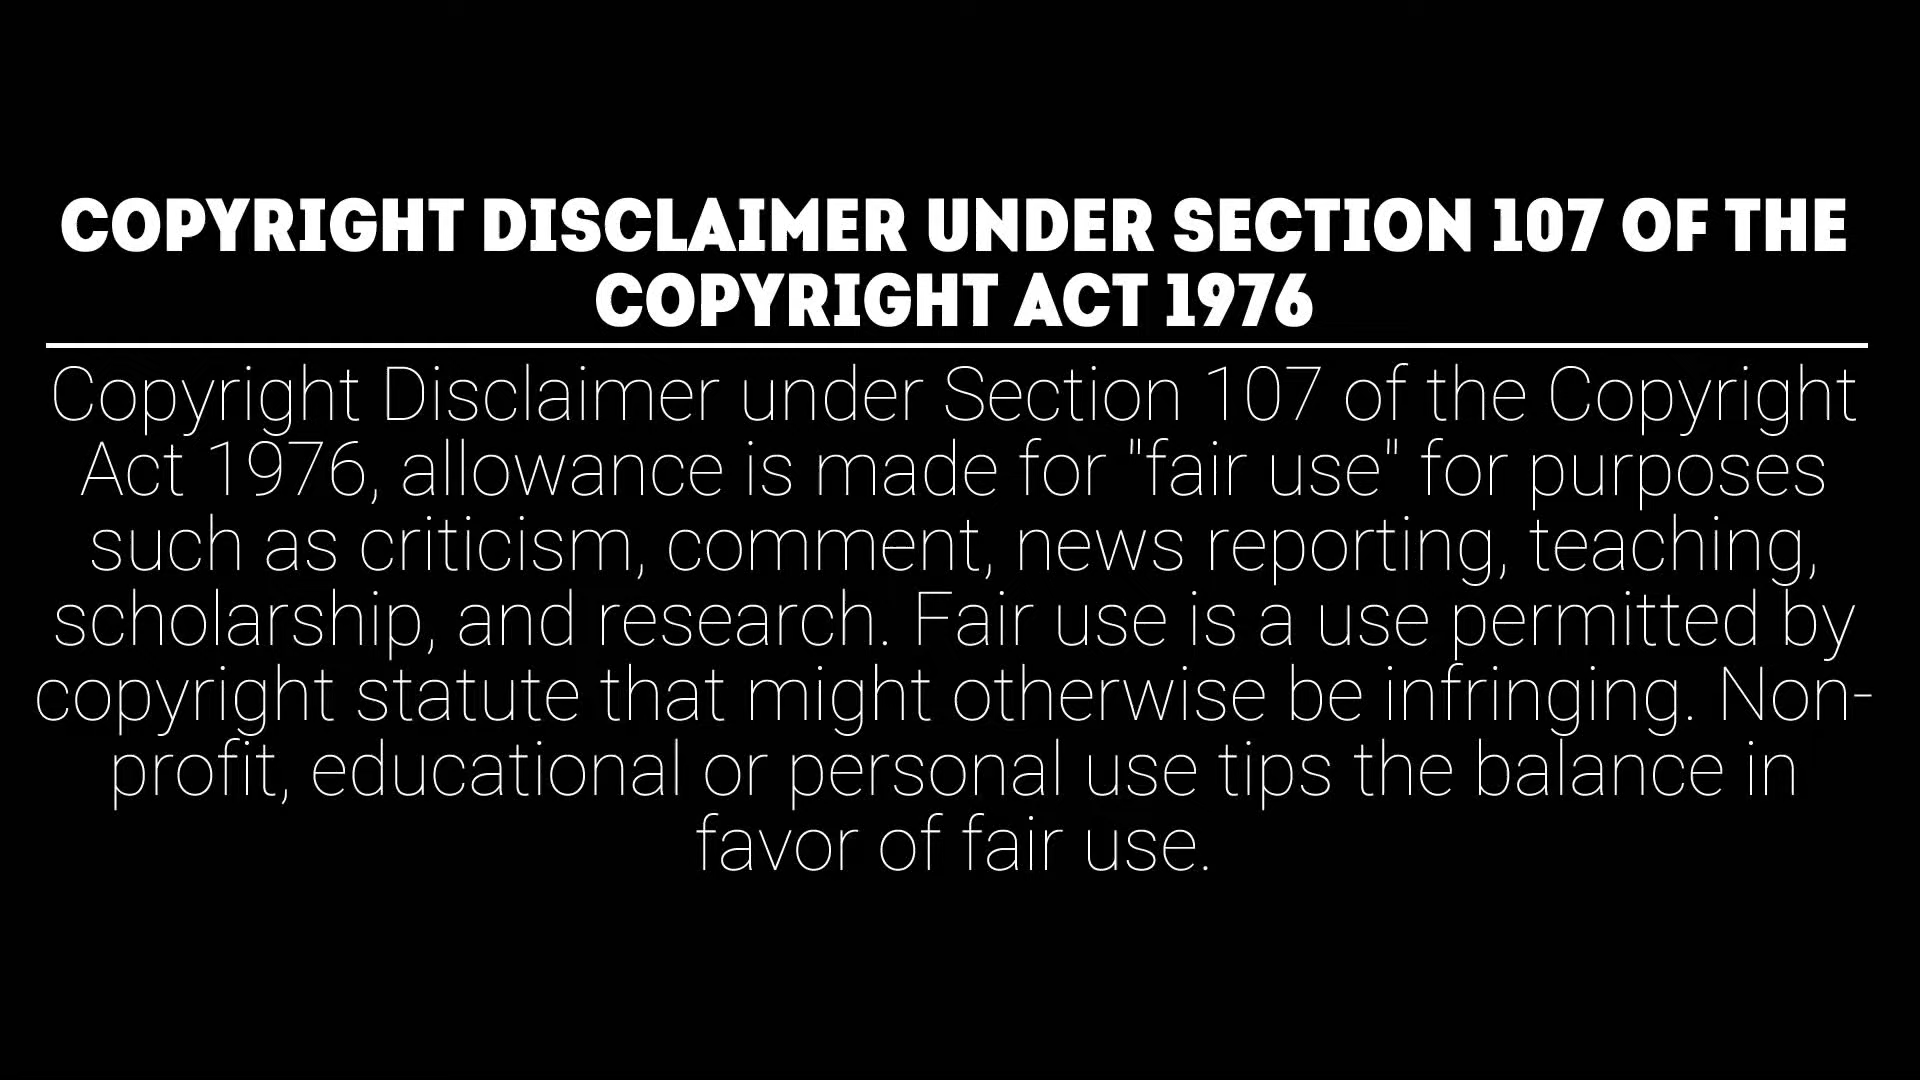 COPYRIGHT DISCLAIMER UNDER SECTION 107 OF THE
COPYRIGHT ACT 1976
Copyright Disclaimer under Section 107 of the Copyright
Act 1976, allowance is made for "fair use" for purposes
such as criticism, comment, news reporting, teaching,
scholarship, and research. Fair use is a use permitted by
copyright statute that might otherwise be infringing. Non-
profit, educational or personal use tips the balance in
favor of fair use.